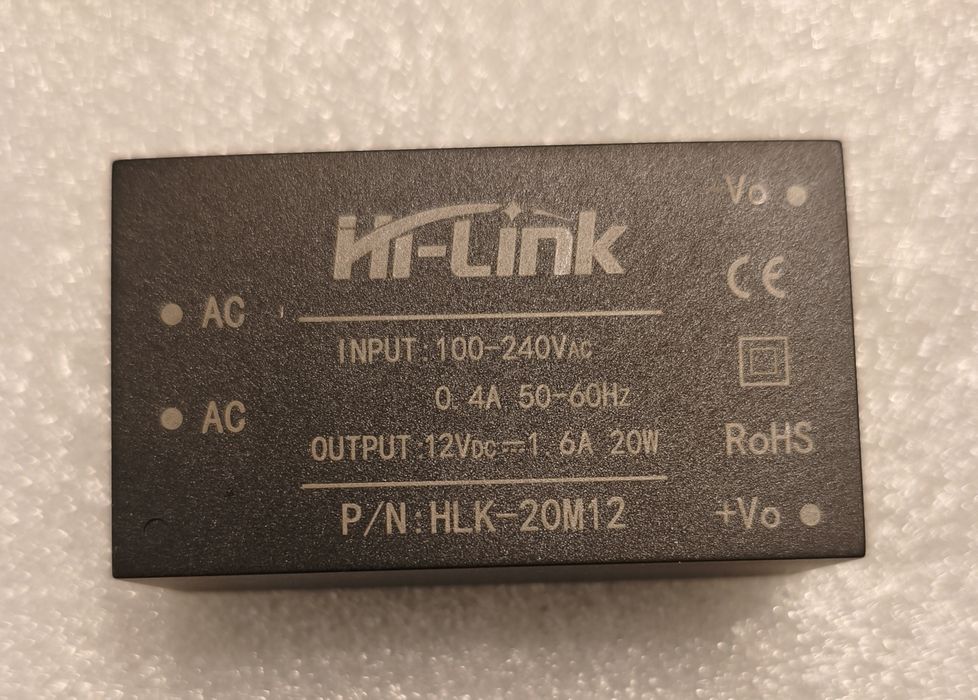 Hi-Link
-Vo
CE
AC
INPUT:100-240VAC
0.4A 50-60Hz
AC
OUTPUT:12VDC⎓1.6A 20W
RoHS
P/N:HLK-20M12
+Vo